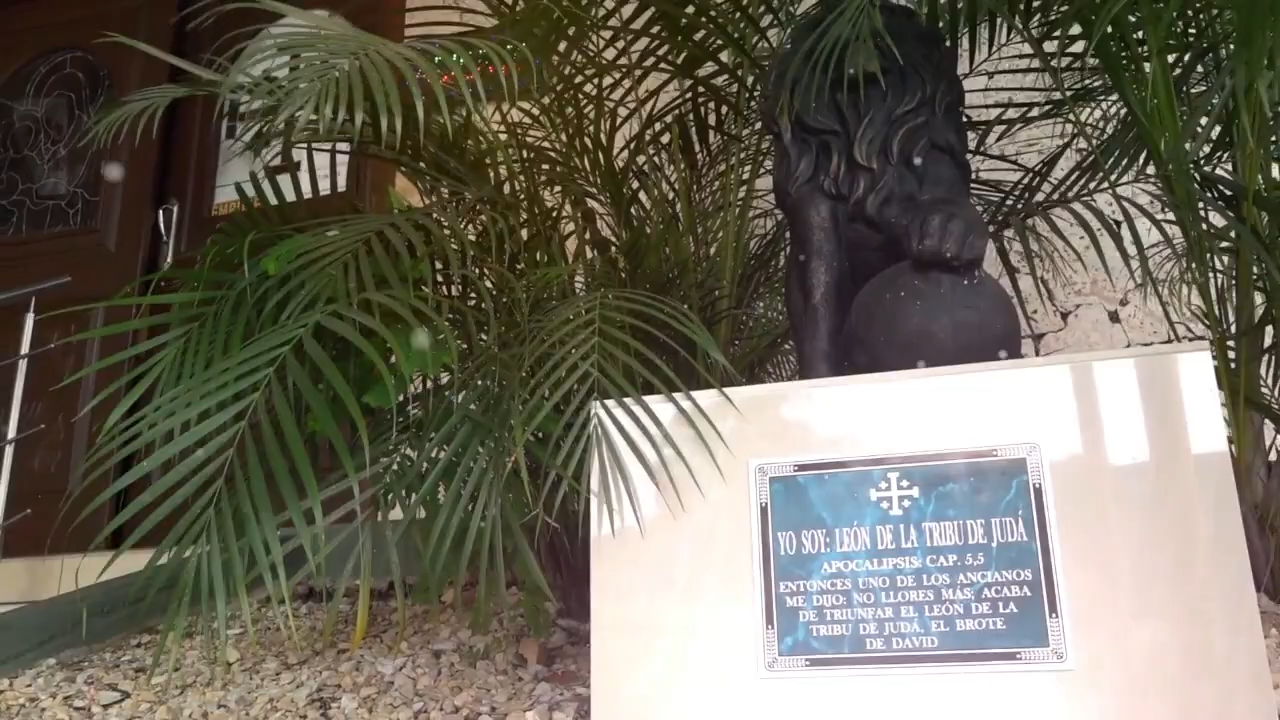 YO SOY: LEÓN DE LA TRIBU DE JUDÁ
APOCALIPSIS: CAP. 5,5
ENTONCES UNO DE LOS ANCIANOS
ME DIJO: NO LLORES MÁS; ACABA
DE TRIUNFAR EL LEÓN DE LA
TRIBU DE JUDÁ, EL BROTE
DE DAVID